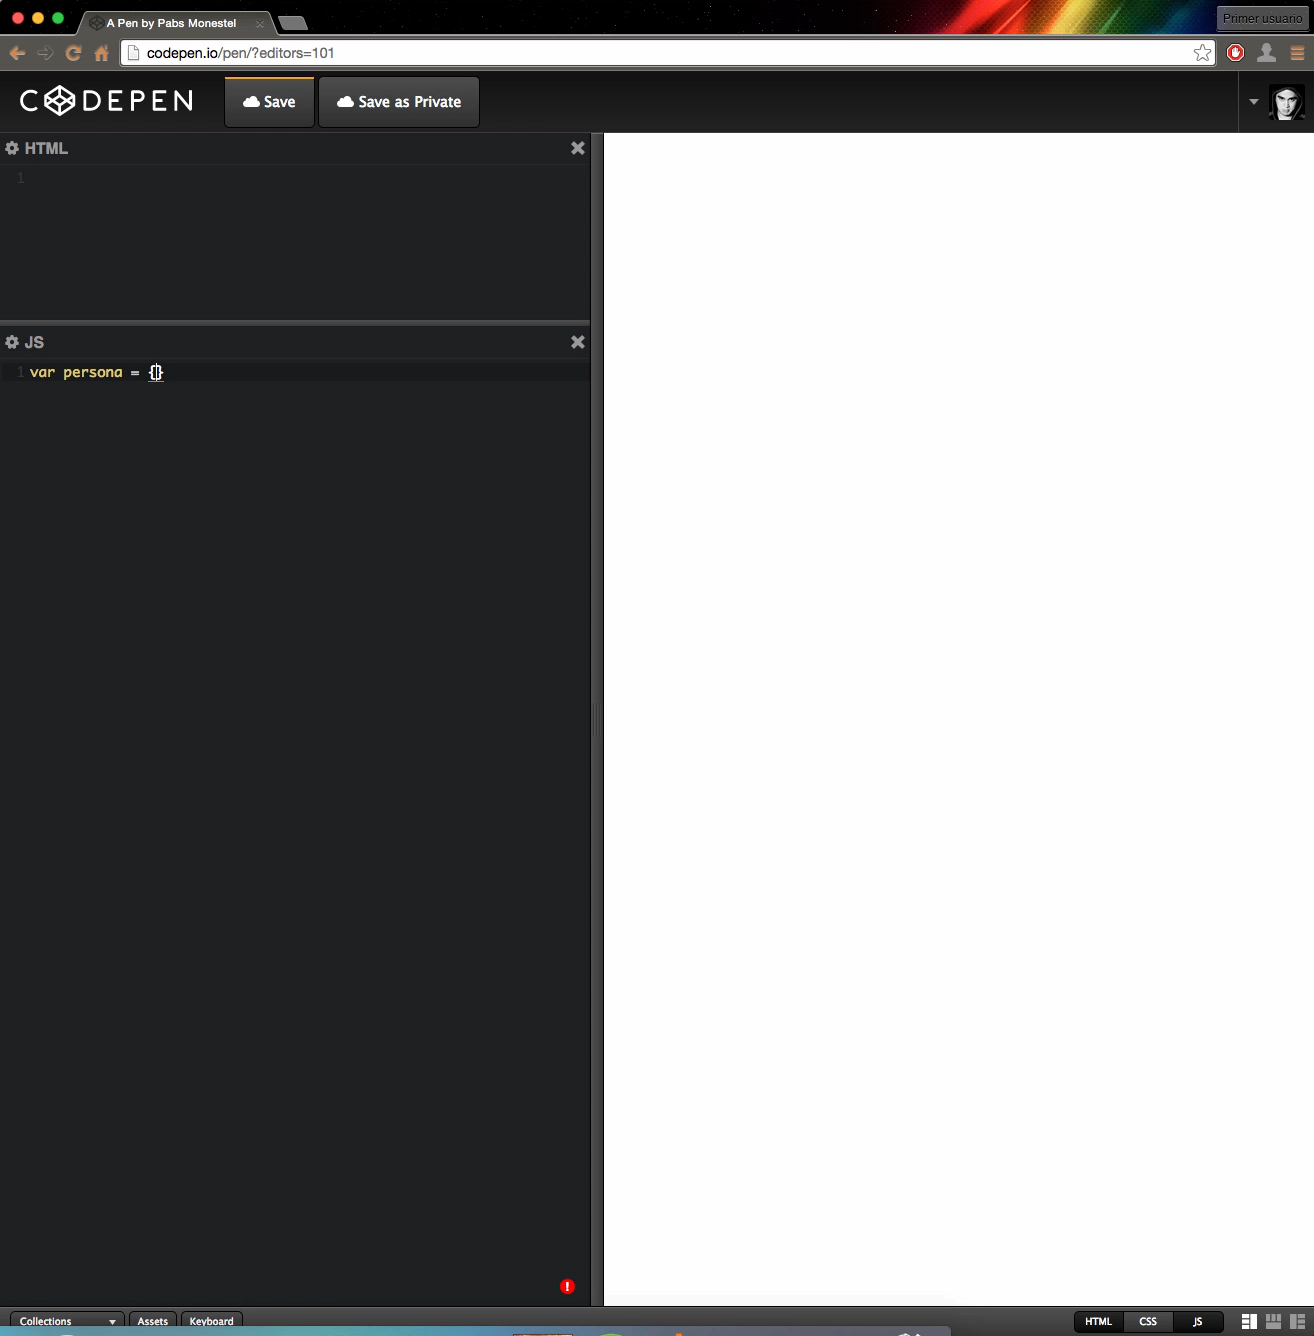 A Pen by Pabs Monestel
Primer usuario
codepen.io/pen/?editors=101
CODEPEN
Save
Save as Private
HTML
1
JS
1 var persona = {}
Collections
Assets
Keyboard
HTML
CSS
JS